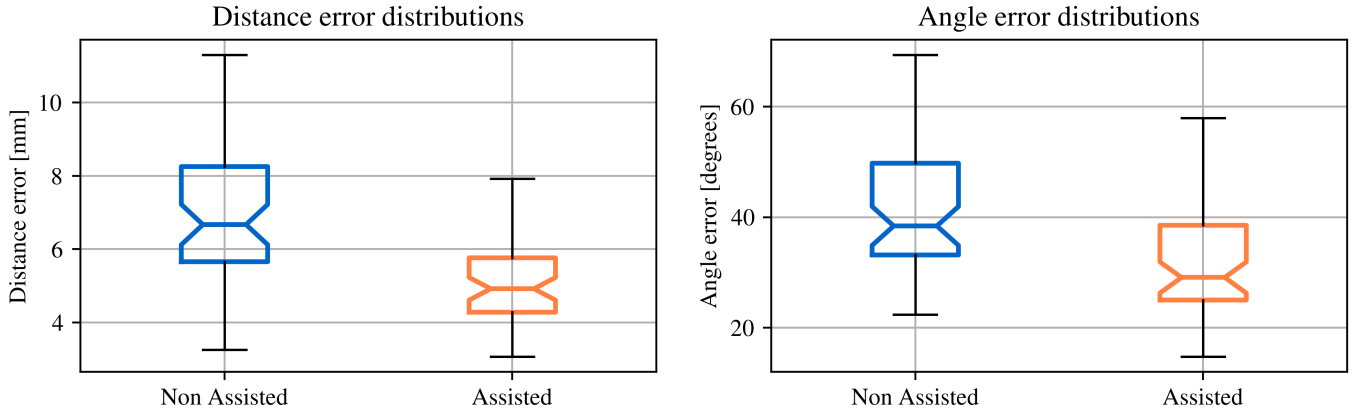 Distance error distributions
Distance error [mm]
10
8
6
4
Non Assisted
Assisted
Angle error distributions
Angle error [degrees]
60
40
20
Non Assisted
Assisted